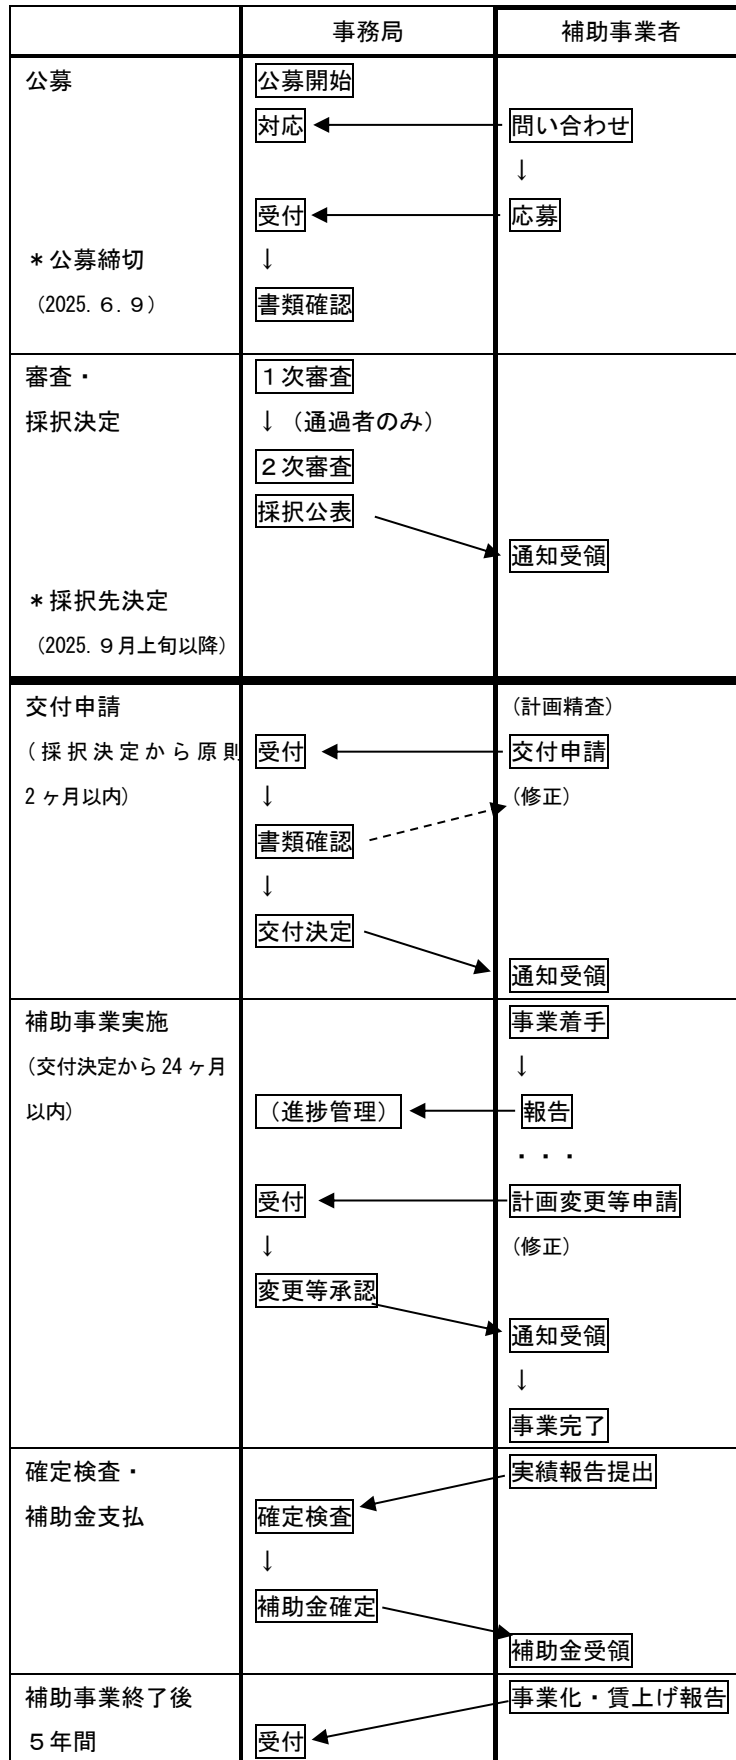 事務局 補助事業者
公募 公募開始
対応 問い合わせ
↓
受付 応募
＊公募締切 ↓
（2025.６.９） 書類確認
審査・ １次審査
採択決定 ↓（通過者のみ）
２次審査
採択公表
通知受領
＊採択先決定
（2025.９月上旬以降）
交付申請 (計画精査)
(採択決定から原則 受付 交付申請
2ヶ月以内) ↓ (修正)
書類確認
↓
交付決定
通知受領
補助事業実施 事業着手
(交付決定から24ヶ月 ↓
以内) （進捗管理） 報告
・・・
受付 計画変更等申請
↓ (修正)
変更等承認
通知受領
↓
事業完了
確定検査・ 実績報告提出
補助金支払 確定検査
↓
補助金確定
補助金受領
補助事業終了後 事業化・賃上げ報告
５年間 受付